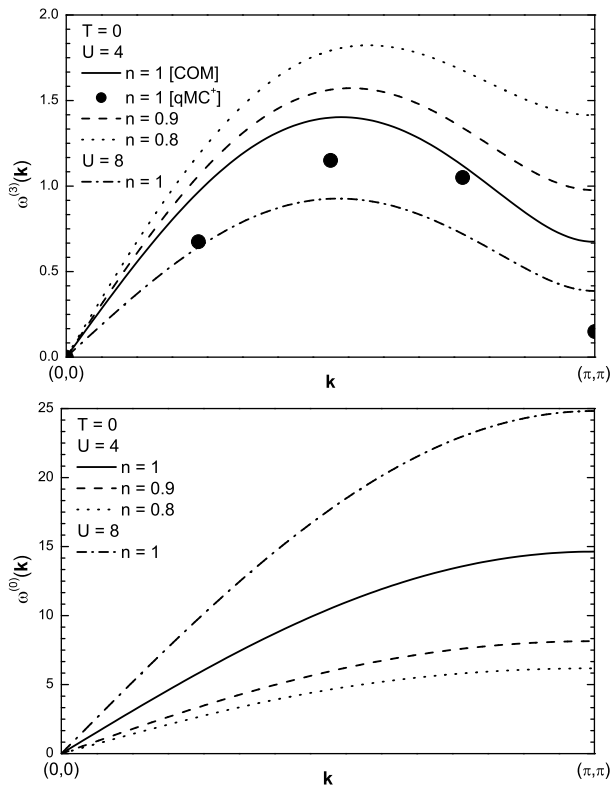 2.0
1.5
1.0
0.5
0.0
ω⁽³⁾(k)
T = 0
U = 4
n = 1 [COM]
n = 1 [qMC⁺]
n = 0.9
n = 0.8
U = 8
n = 1
(0,0)
k
(π,π)
25
20
15
10
5
0
ω⁽⁰⁾(k)
T = 0
U = 4
n = 1
n = 0.9
n = 0.8
U = 8
n = 1
(0,0)
k
(π,π)